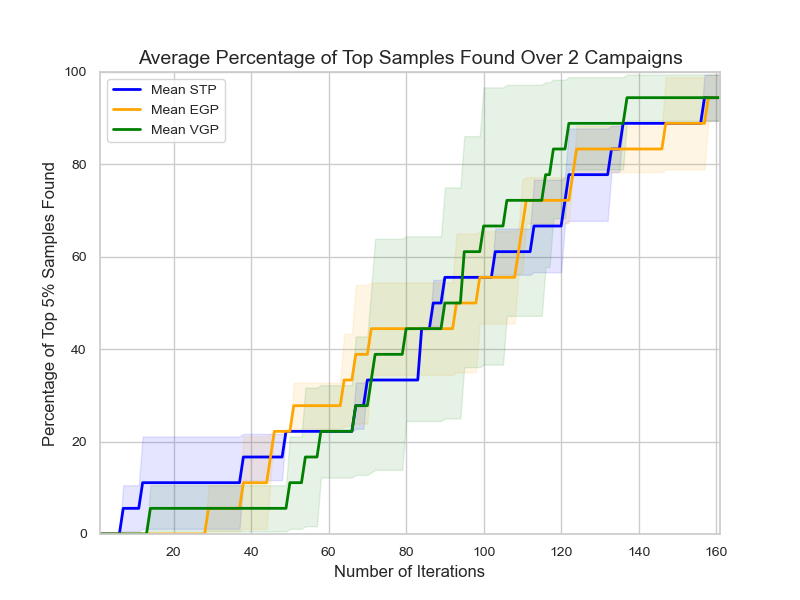 Average Percentage of Top Samples Found Over 2 Campaigns
Mean STP
Mean EGP
Mean VGP
Percentage of Top 5% Samples Found
100
80
60
40
20
0
20 40 60 80 100 120 140 160
Number of Iterations